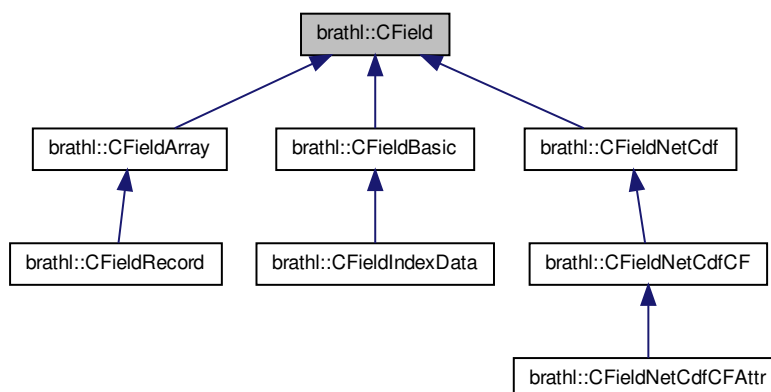 brathl::CField
brathl::CFieldArray
brathl::CFieldBasic
brathl::CFieldNetCdf
brathl::CFieldRecord
brathl::CFieldIndexData
brathl::CFieldNetCdfCF
brathl::CFieldNetCdfCFAttr